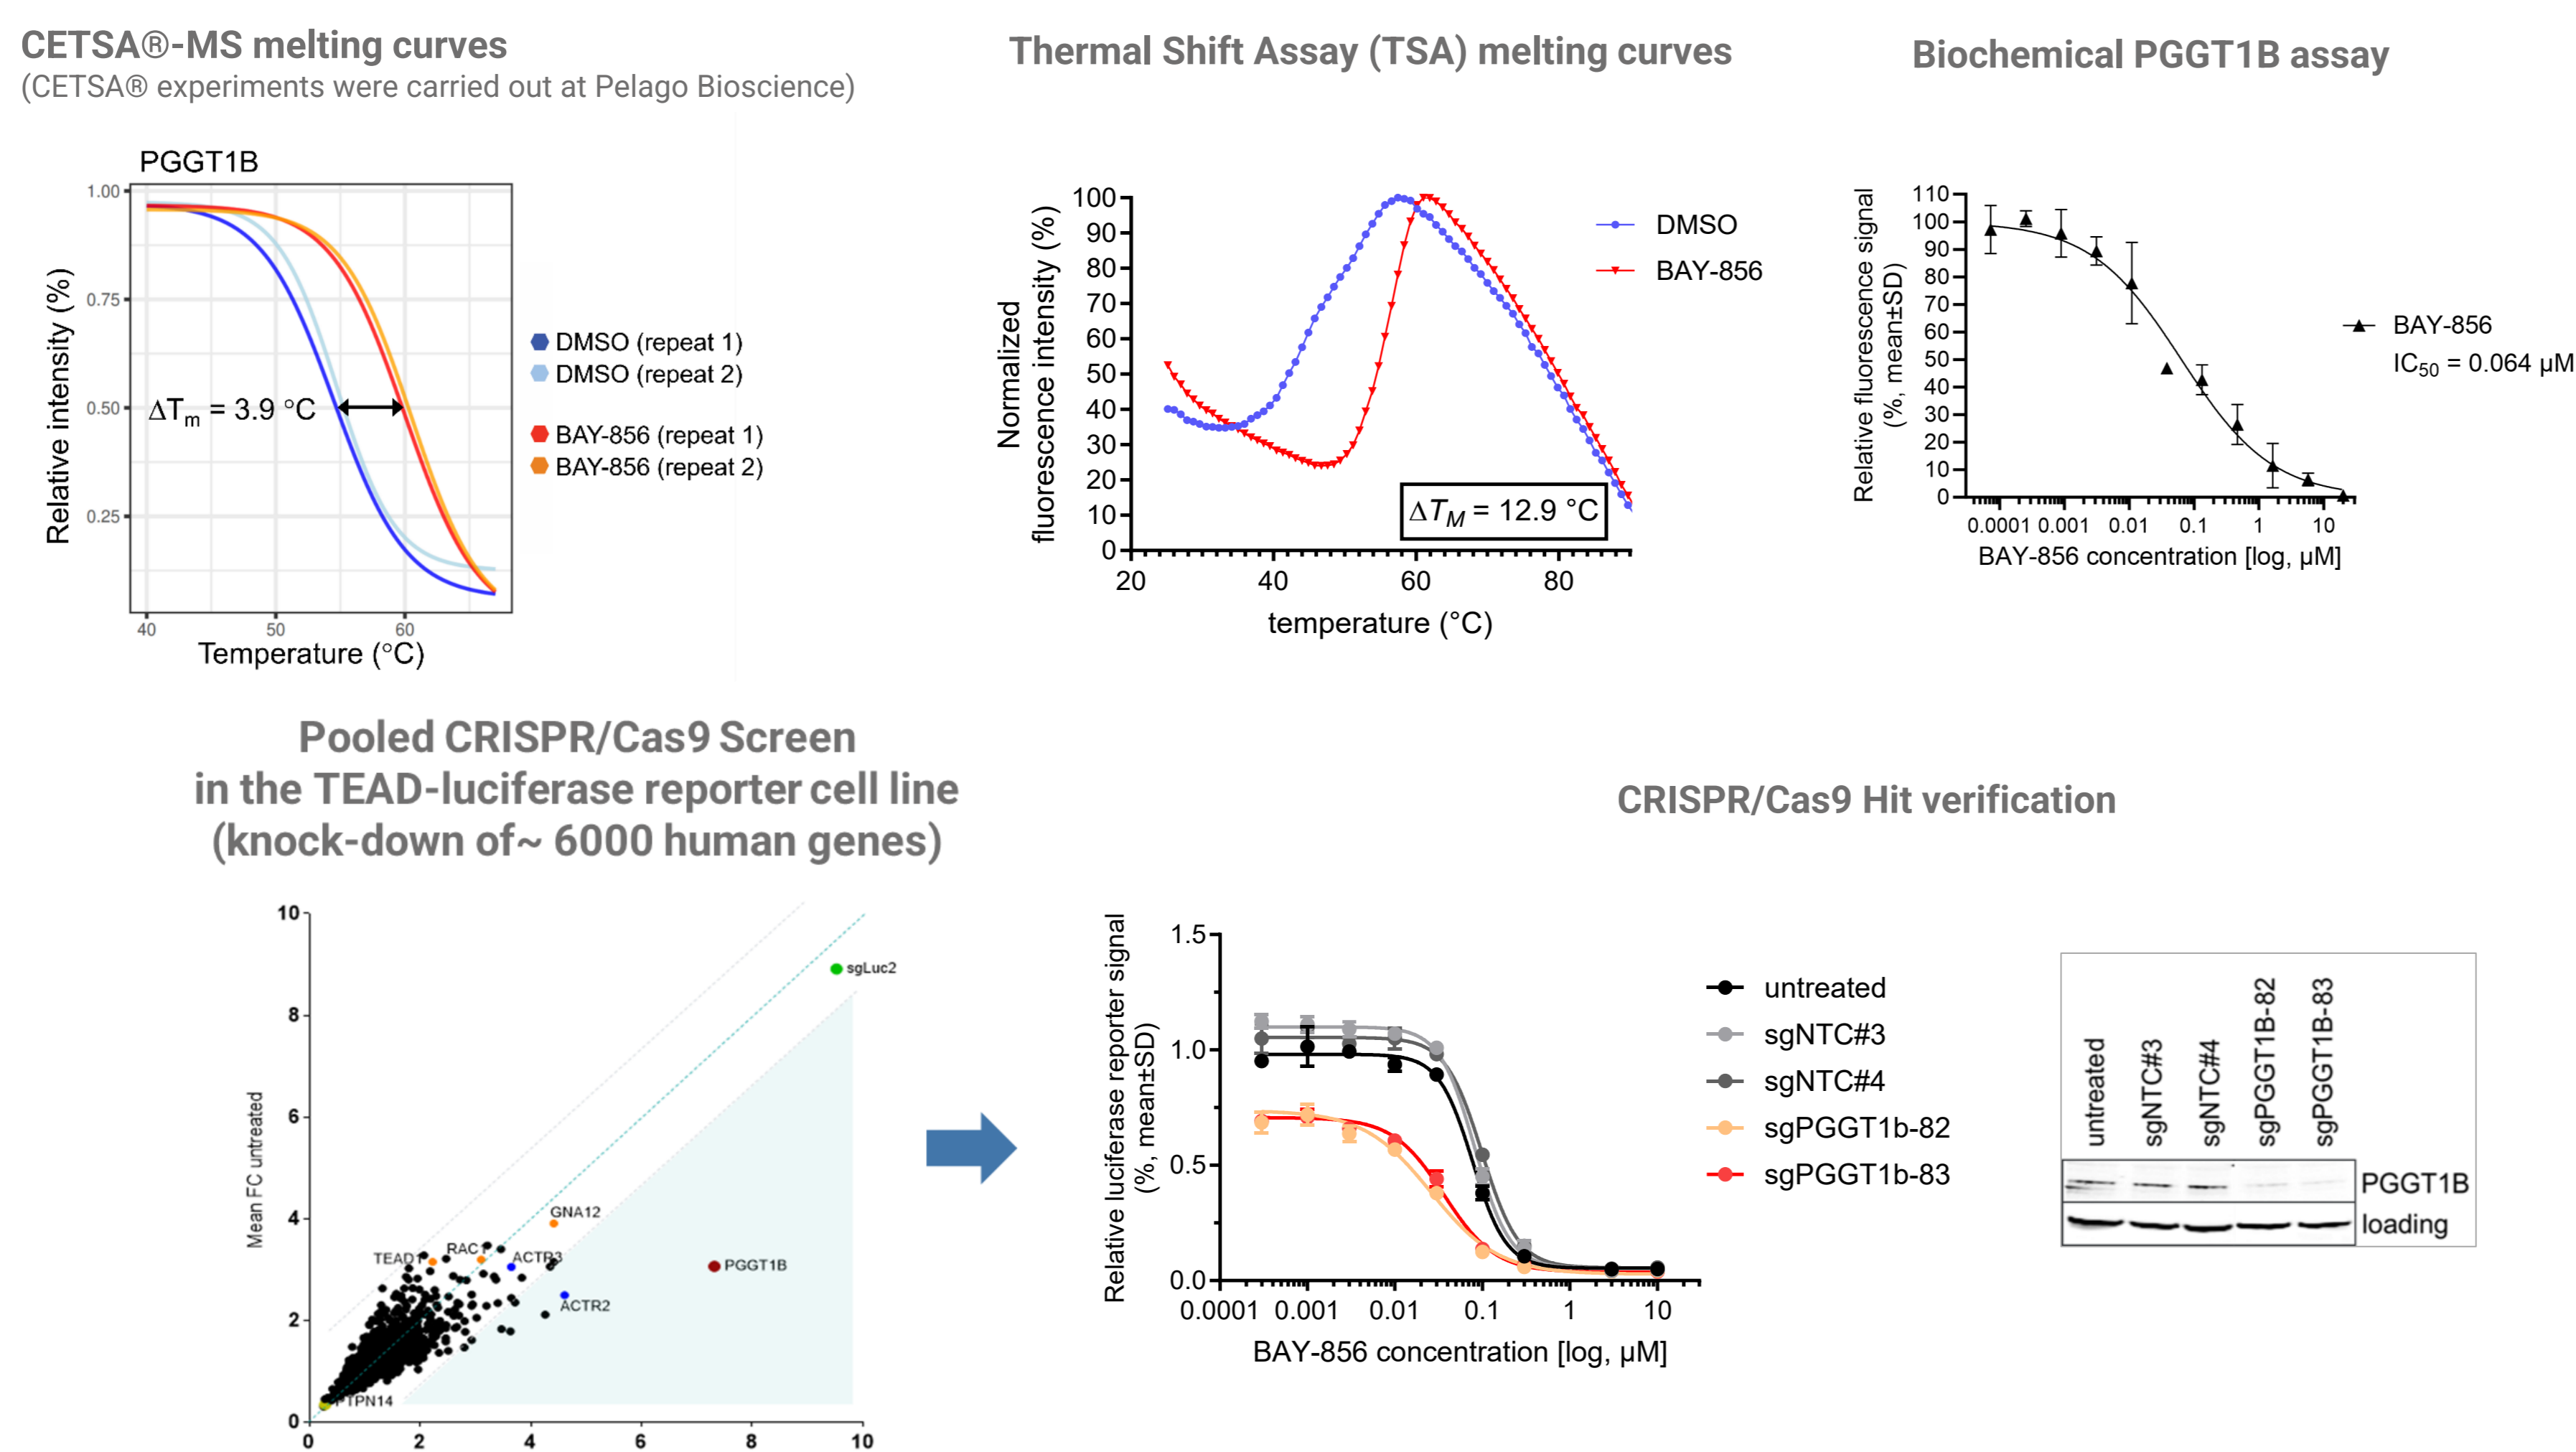 CETSA®-MS melting curves
(CETSA® experiments were carried out at Pelago Bioscience)
PGGT1B
Relative intensity (%)
1.00
0.75
0.50
0.25
ΔTm = 3.9 °C
40
50
60
Temperature (°C)
DMSO (repeat 1)
DMSO (repeat 2)
BAY-856 (repeat 1)
BAY-856 (repeat 2)
Thermal Shift Assay (TSA) melting curves
Normalized
fluorescence intensity (%)
100
90
80
70
60
50
40
30
20
10
0
20
40
60
80
temperature (°C)
DMSO
BAY-856
ΔTM = 12.9 °C
Biochemical PGGT1B assay
Relative fluorescence signal
(%, mean±SD)
110
100
90
80
70
60
50
40
30
20
10
0
0.0001
0.001
0.01
0.1
1
10
BAY-856 concentration [log, µM]
BAY-856
IC50 = 0.064 µM
Pooled CRISPR/Cas9 Screen
in the TEAD-luciferase reporter cell line
(knock-down of~ 6000 human genes)
Mean FC untreated
10
8
6
4
2
0
0
2
4
6
8
10
sgLuc2
GNA12
TEAD1
RAC1
ACTR3
PGGT1B
ACTR2
PTPN14
CRISPR/Cas9 Hit verification
Relative luciferase reporter signal
(%, mean±SD)
1.5
1.0
0.5
0.0
0.0001
0.001
0.01
0.1
1
10
BAY-856 concentration [log, µM]
untreated
sgNTC#3
sgNTC#4
sgPGGT1b-82
sgPGGT1b-83
untreated
sgNTC#3
sgNTC#4
sgPGGT1B-82
sgPGGT1B-83
PGGT1B
loading